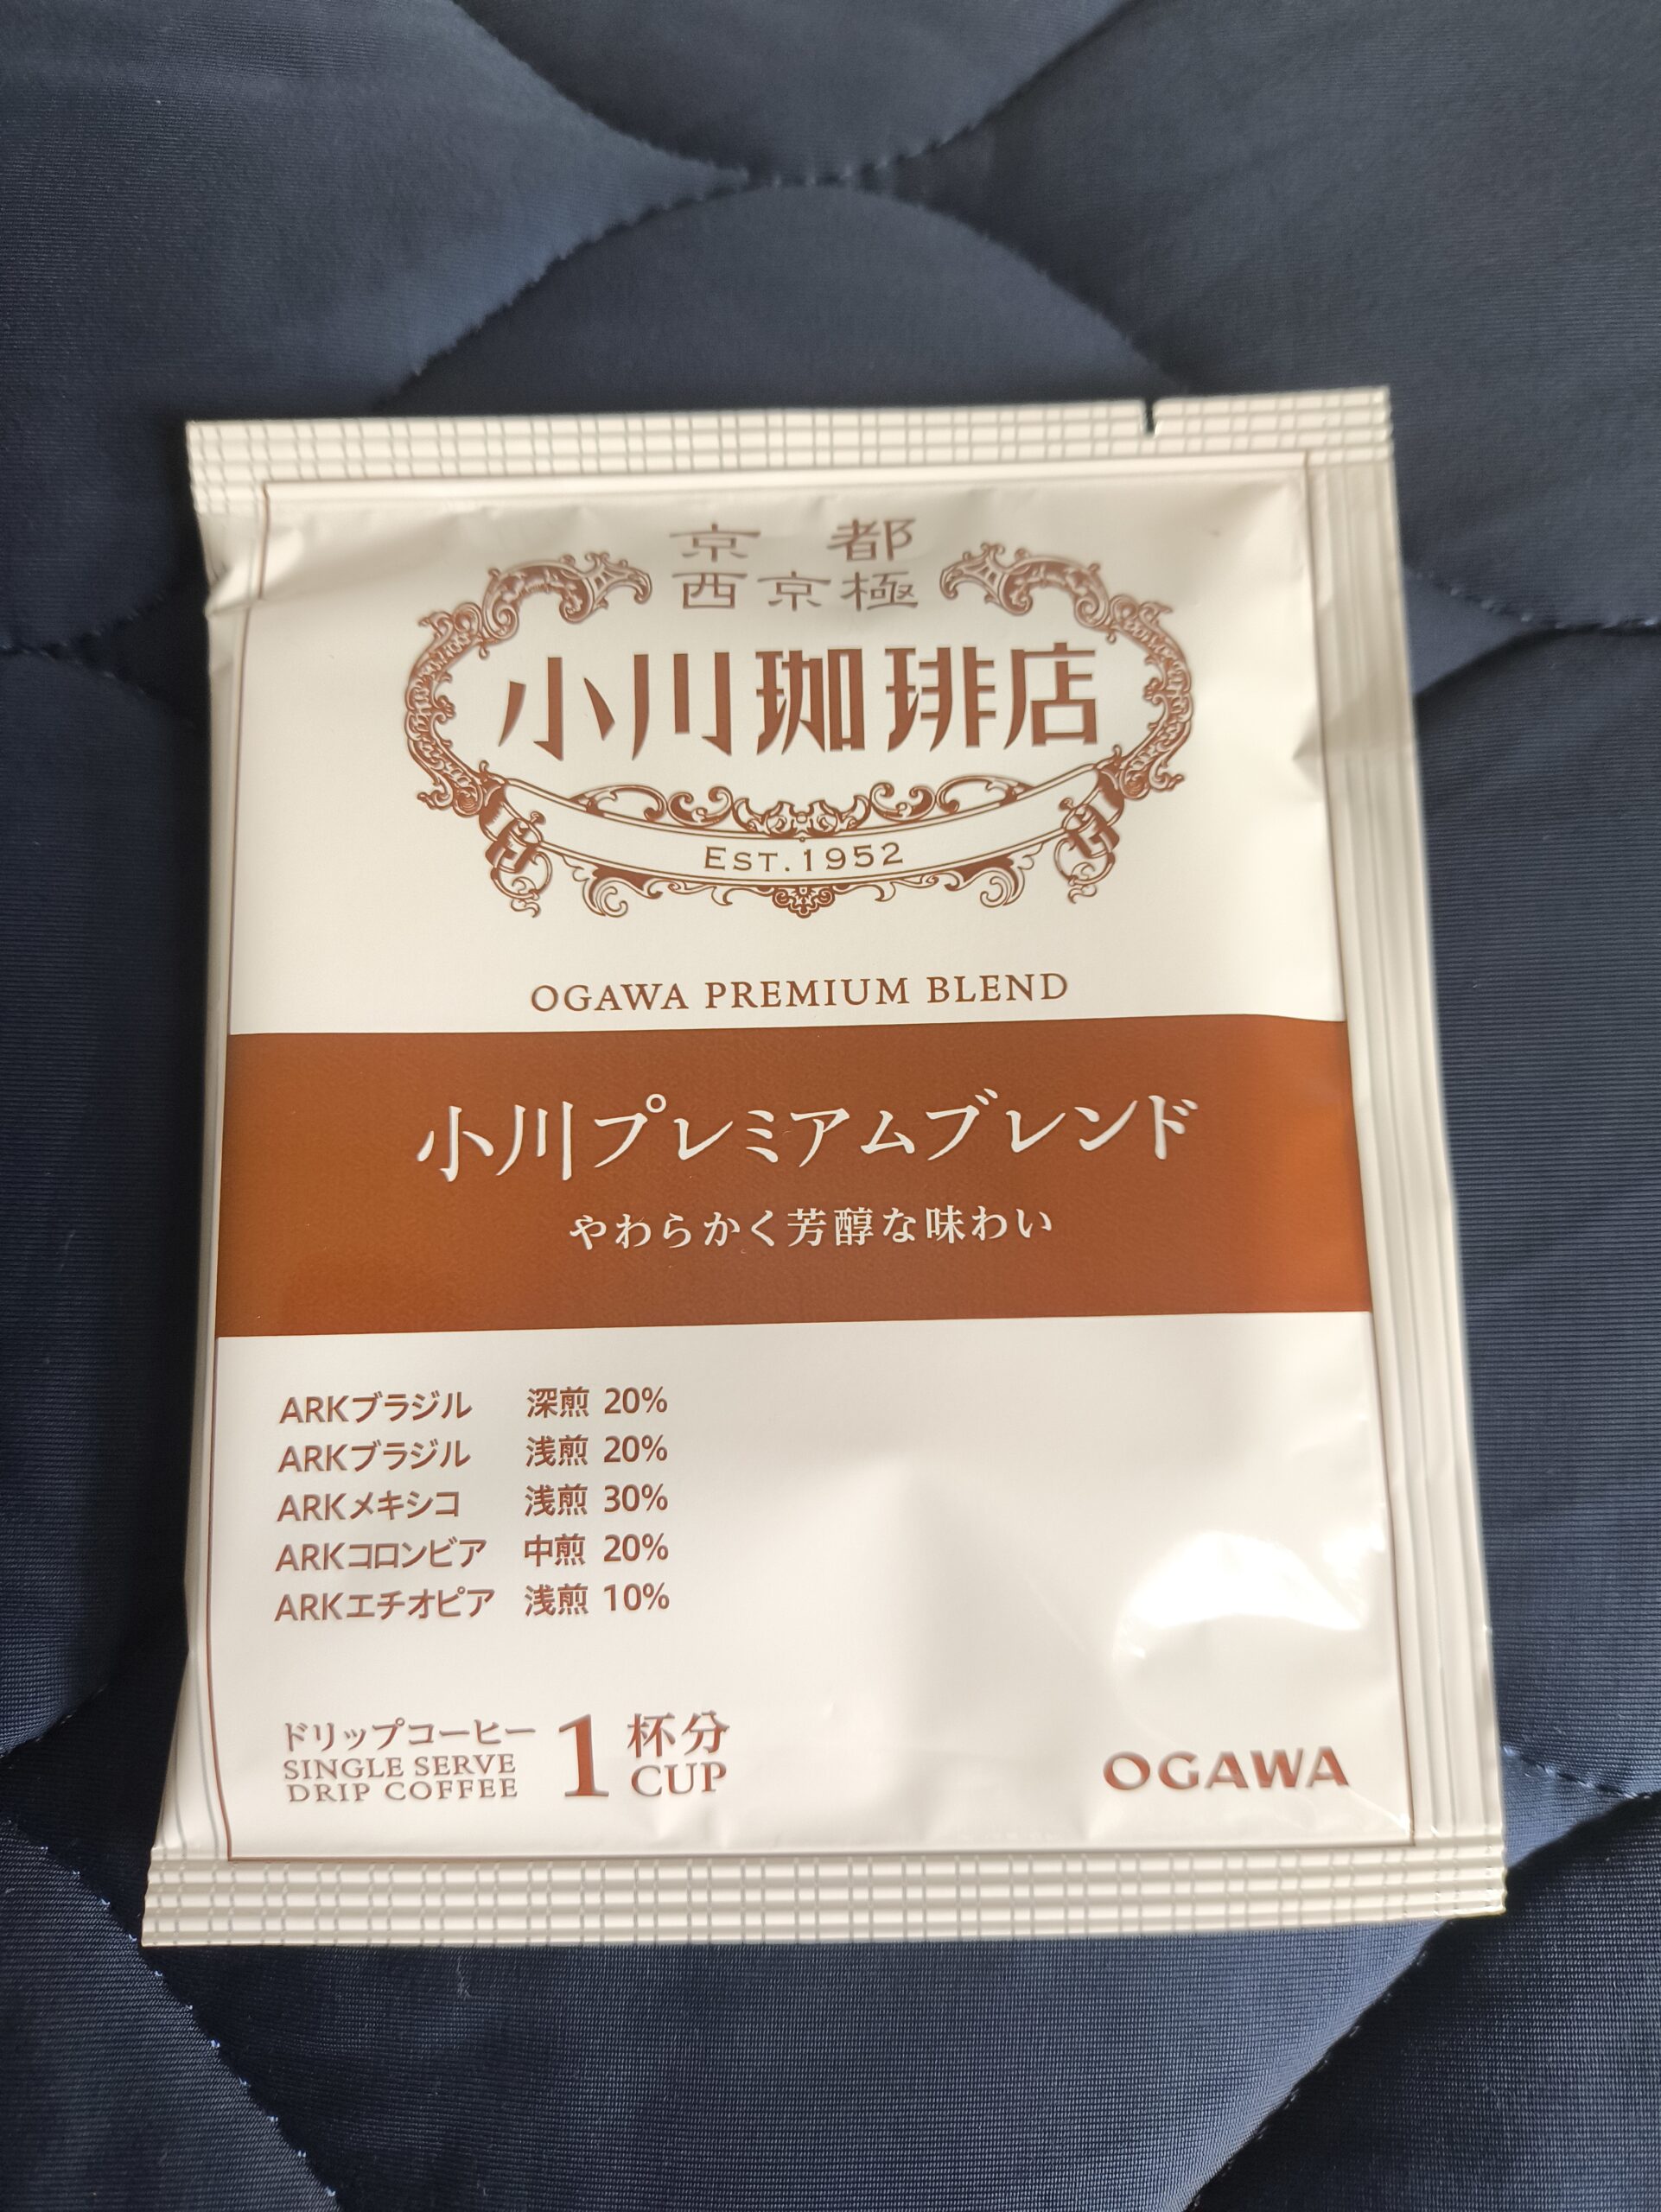 京都
西京極
小川珈琲店
EST.1952
OGAWA PREMIUM BLEND
小川プレミアムブレンド
やわらかく芳醇な味わい
ARKブラジル 深煎 20%
ARKブラジル 浅煎 20%
ARKメキシコ 浅煎 30%
ARKコロンビア 中煎 20%
ARKエチオピア 浅煎 10%
ドリップコーヒー
SINGLE SERVE
DRIP COFFEE
1 杯分
CUP
OGAWA